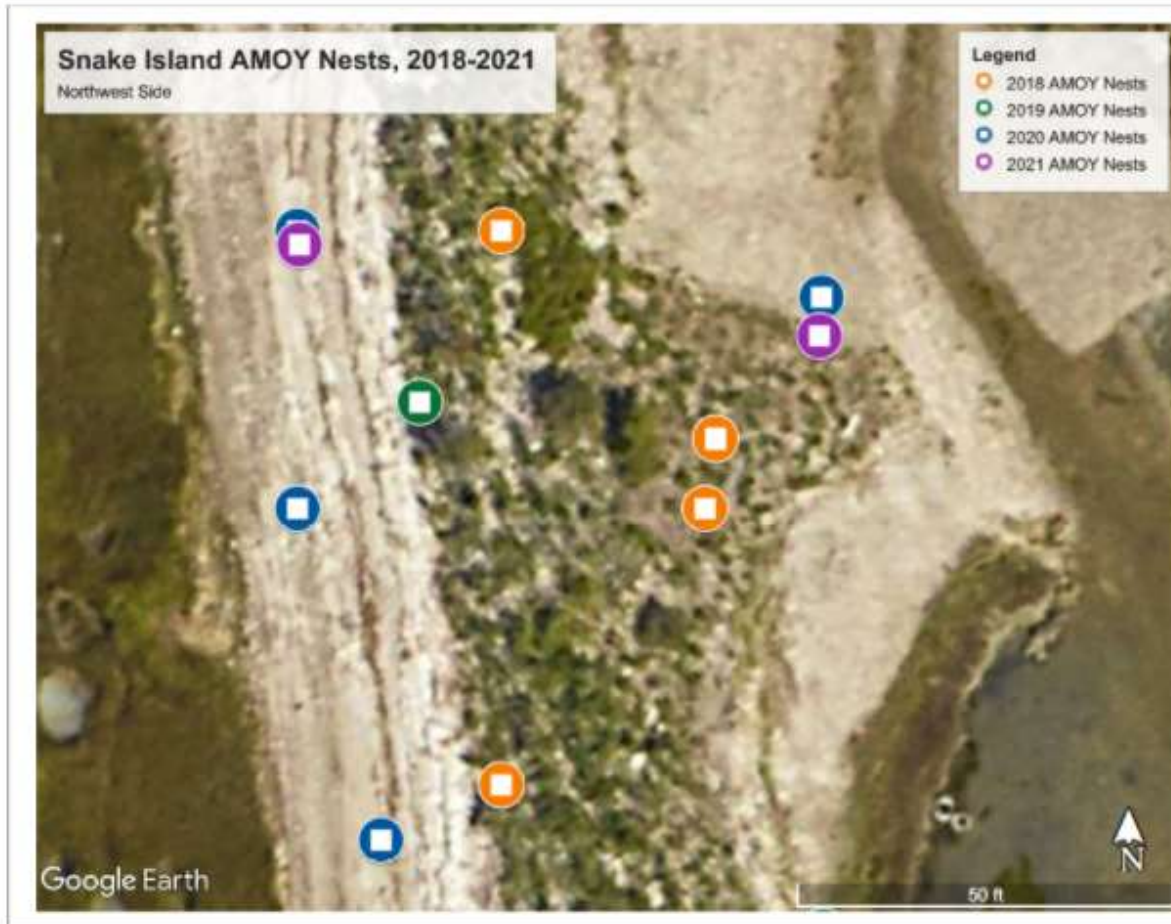 Snake Island AMOY Nests, 2018-2021
Northwest Side
Legend
2018 AMOY Nests
2019 AMOY Nests
2020 AMOY Nests
2021 AMOY Nests
N
Google Earth
50 ft